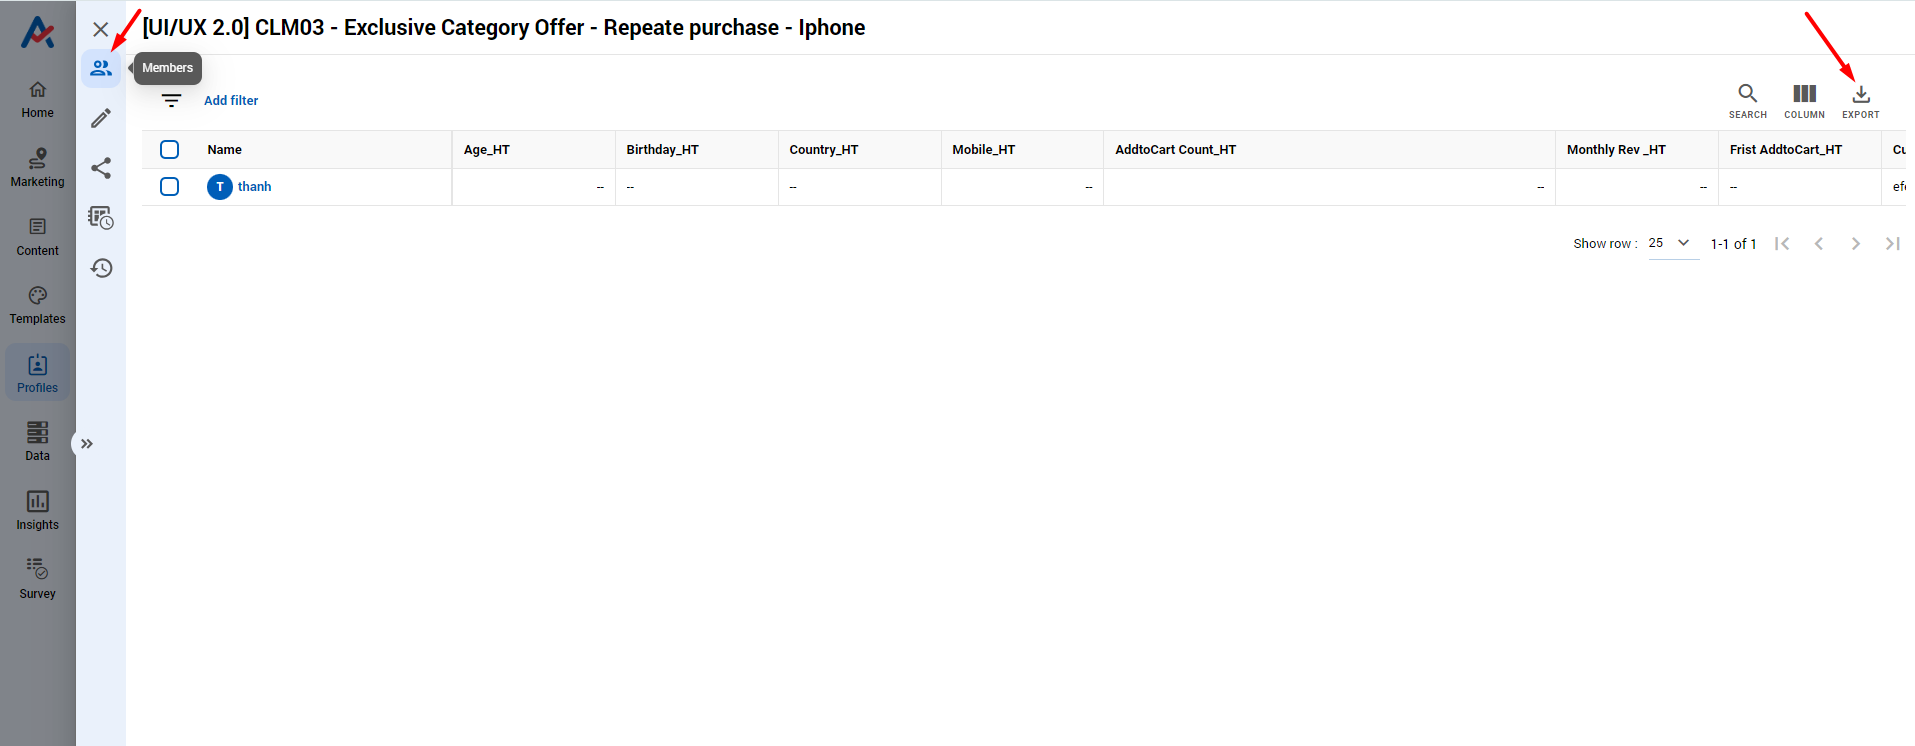 [UI/UX 2.0] CLM03 - Exclusive Category Offer - Repeate purchase - Iphone
Members
Add filter
SEARCH COLUMN EXPORT
Name Age_HT Birthday_HT Country_HT Mobile_HT AddtoCart Count_HT Monthly Rev _HT Frist AddtoCart_HT Cu
T thanh -- -- -- -- -- -- -- efe
Show row : 25 1-1 of 1
Home
Marketing
Content
Templates
Profiles
Data
Insights
Survey